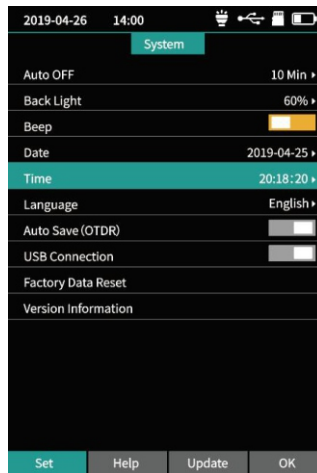 2019-04-26 14:00
System
Auto OFF 10 Min
Back Light 60%
Beep
Date 2019-04-25
Time 20:18:20
Language English
Auto Save(OTDR)
USB Connection
Factory Data Reset
Version Information
Set Help Update OK